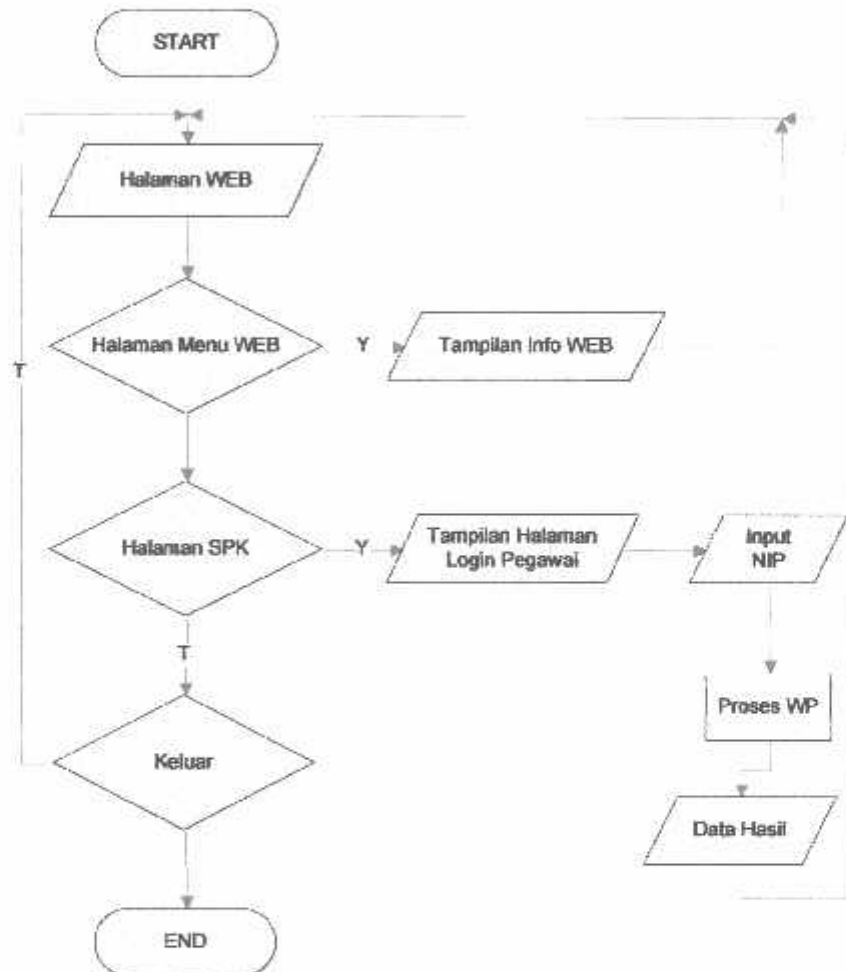 START
Halaman WEB
Halaman Menu WEB
Y
Tampilan Info WEB
T
Halaman SPK
Y
Tampilan Halaman
Login Pegawai
Input
NIP
T
Proses WP
Keluar
Data Hasil
END